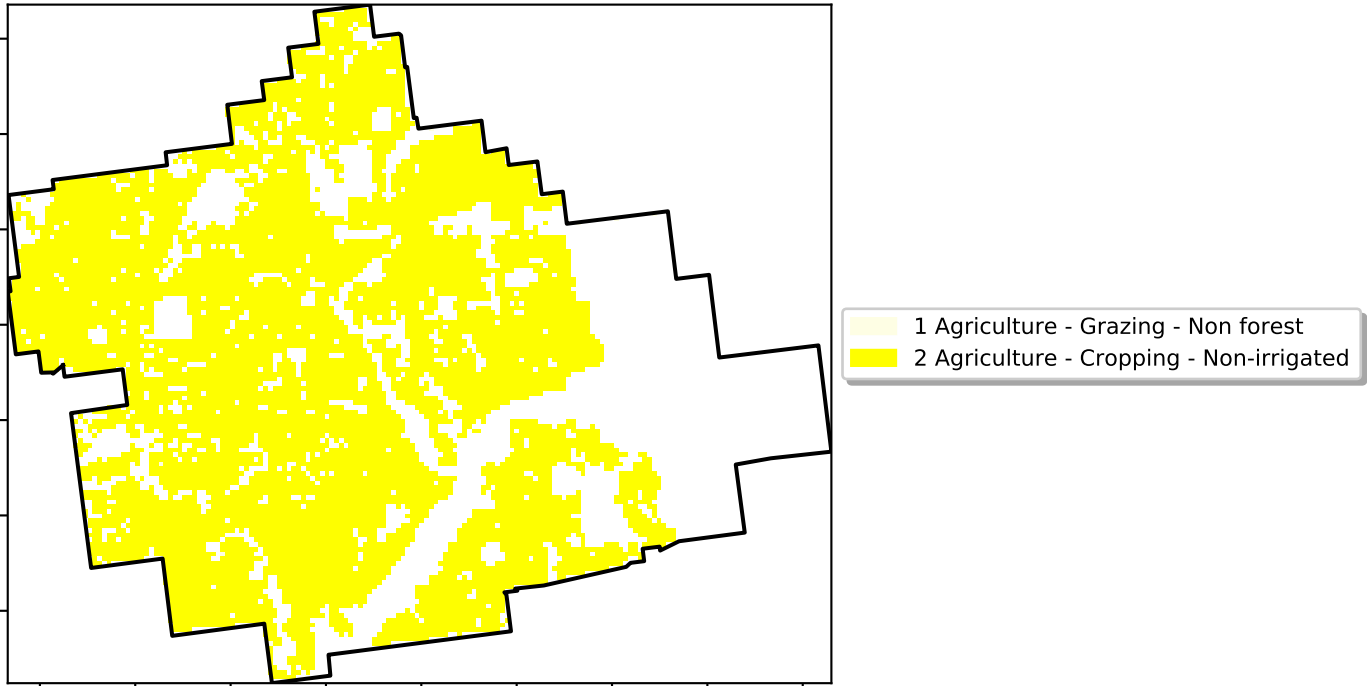 1 Agriculture - Grazing - Non forest
2 Agriculture - Cropping - Non-irrigated